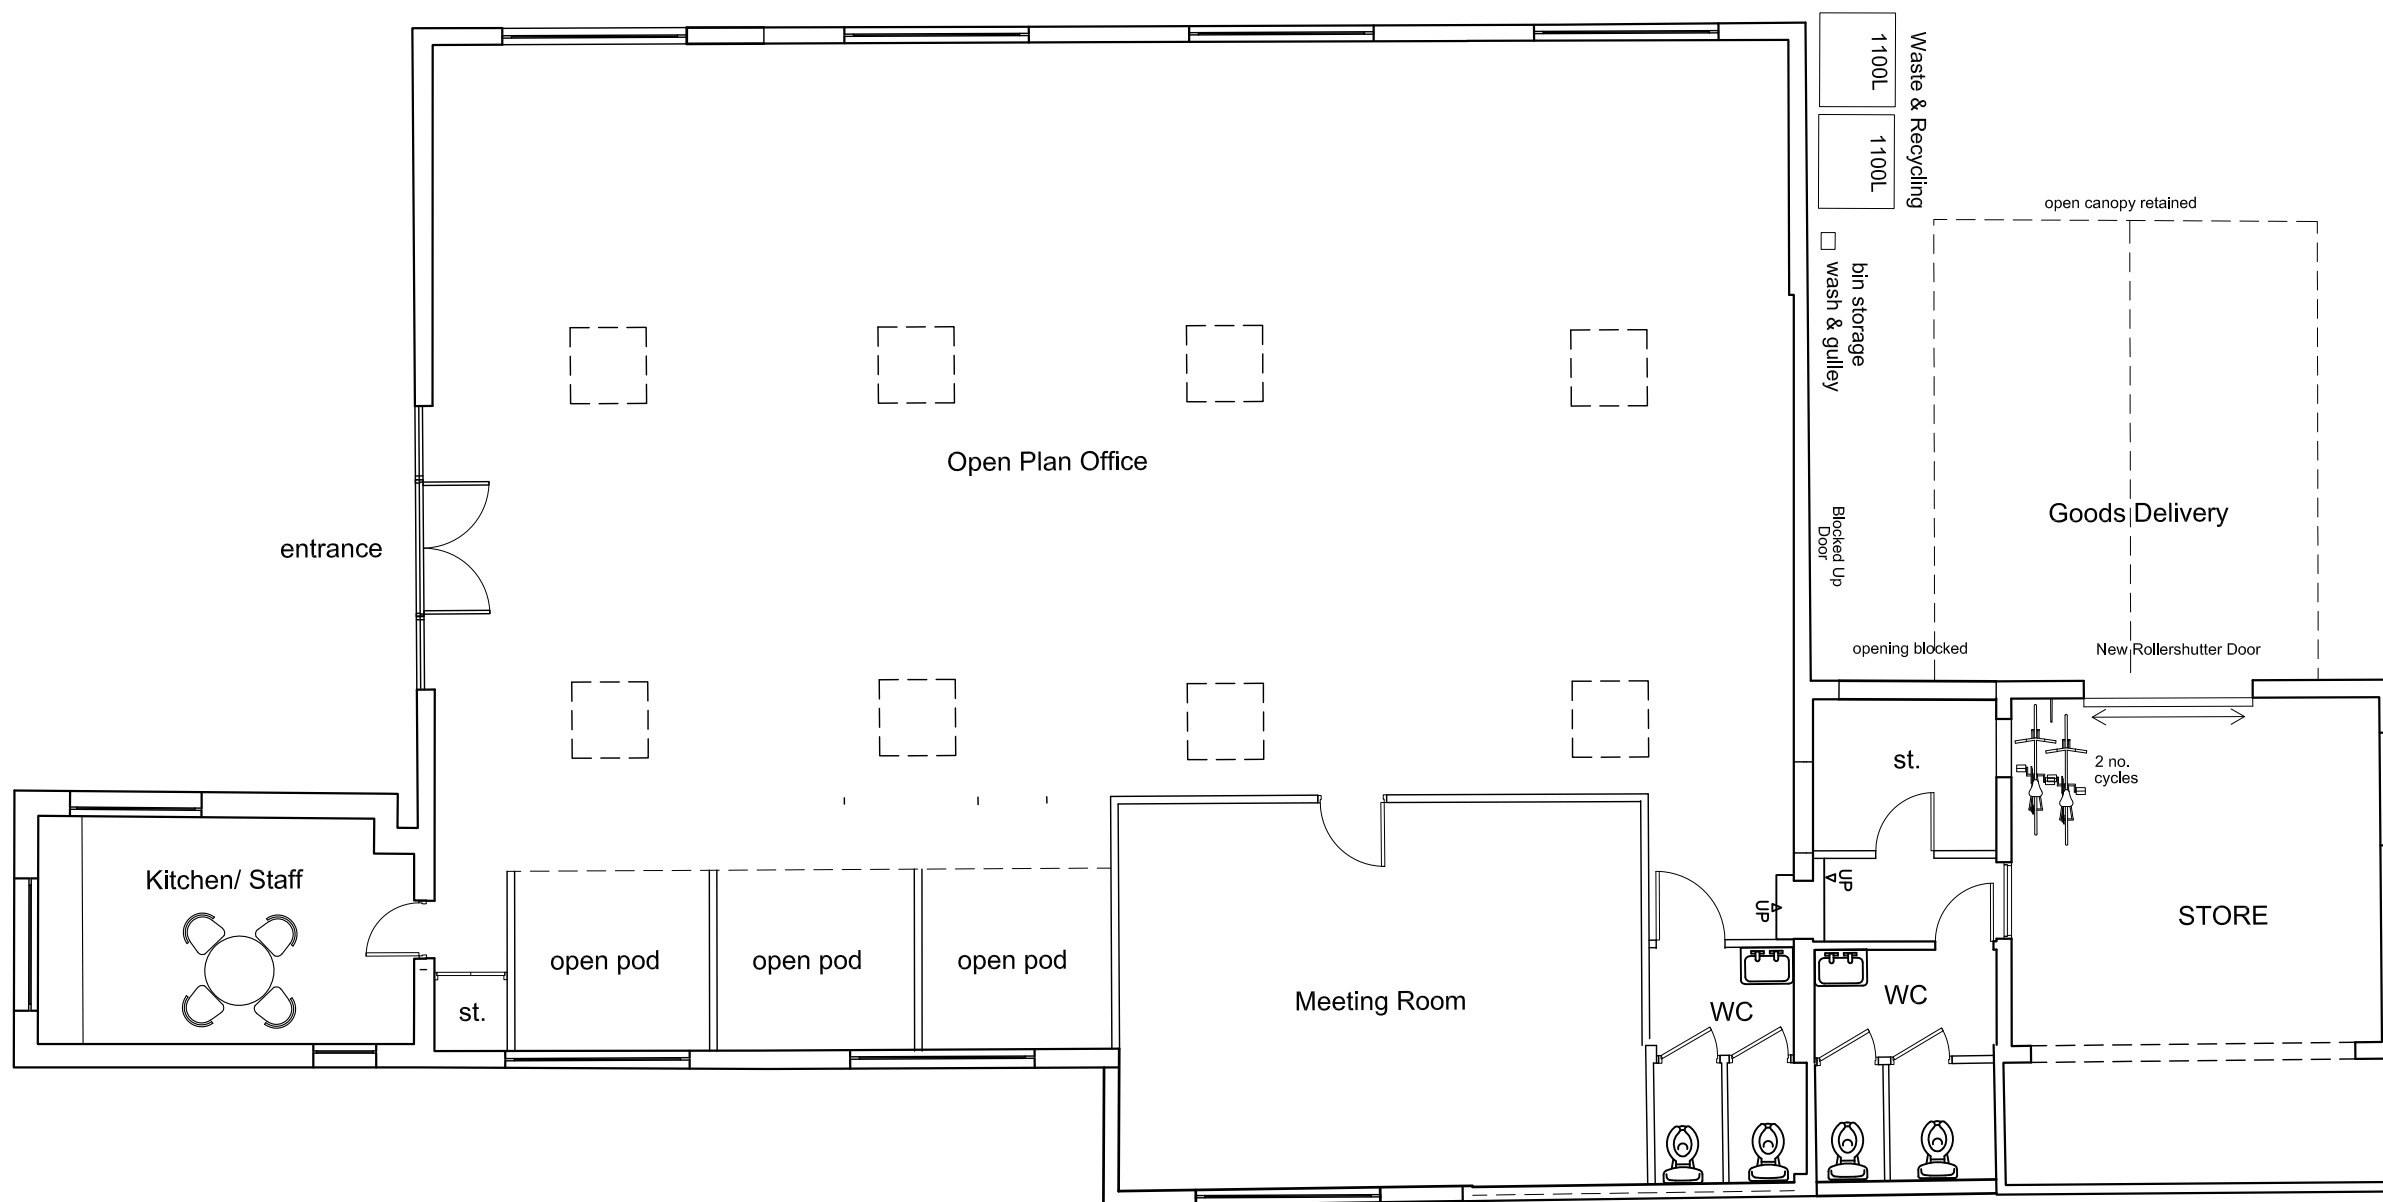 1100L
1100L
Waste & Recycling
open canopy retained
bin storage
wash & gulley
Open Plan Office
Goods Delivery
entrance
Blocked Up
Door
opening blocked
New Rollershutter Door
st.
2 no.
cycles
Kitchen/ Staff
UP
UP
STORE
open pod
open pod
open pod
Meeting Room
WC
WC
st.